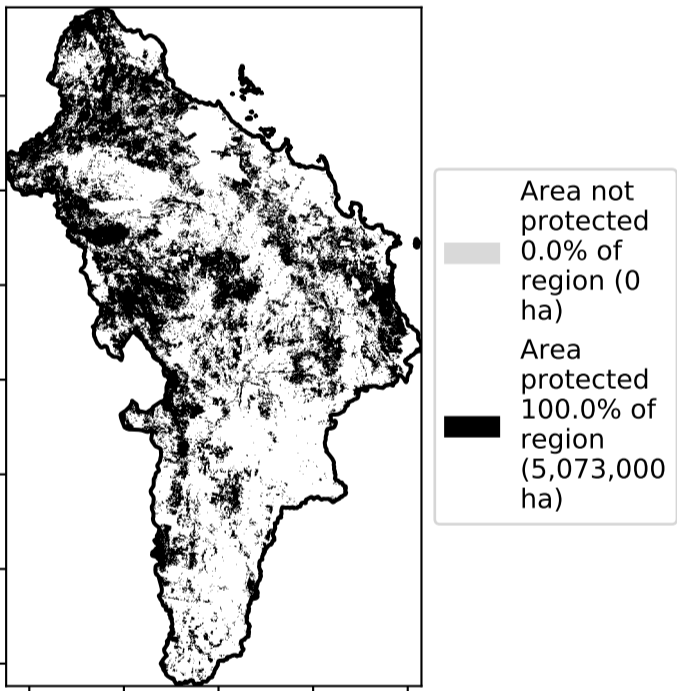 Area not
protected
0.0% of
region (0
ha)
Area
protected
100.0% of
region
(5,073,000
ha)